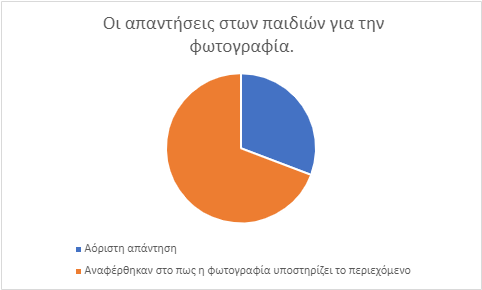 Οι απαντήσεις στων παιδιών για την
φωτογραφία.
Αόριστη απάντηση
Αναφέρθηκαν στο πως η φωτογραφία υποστηρίζει το περιεχόμενο